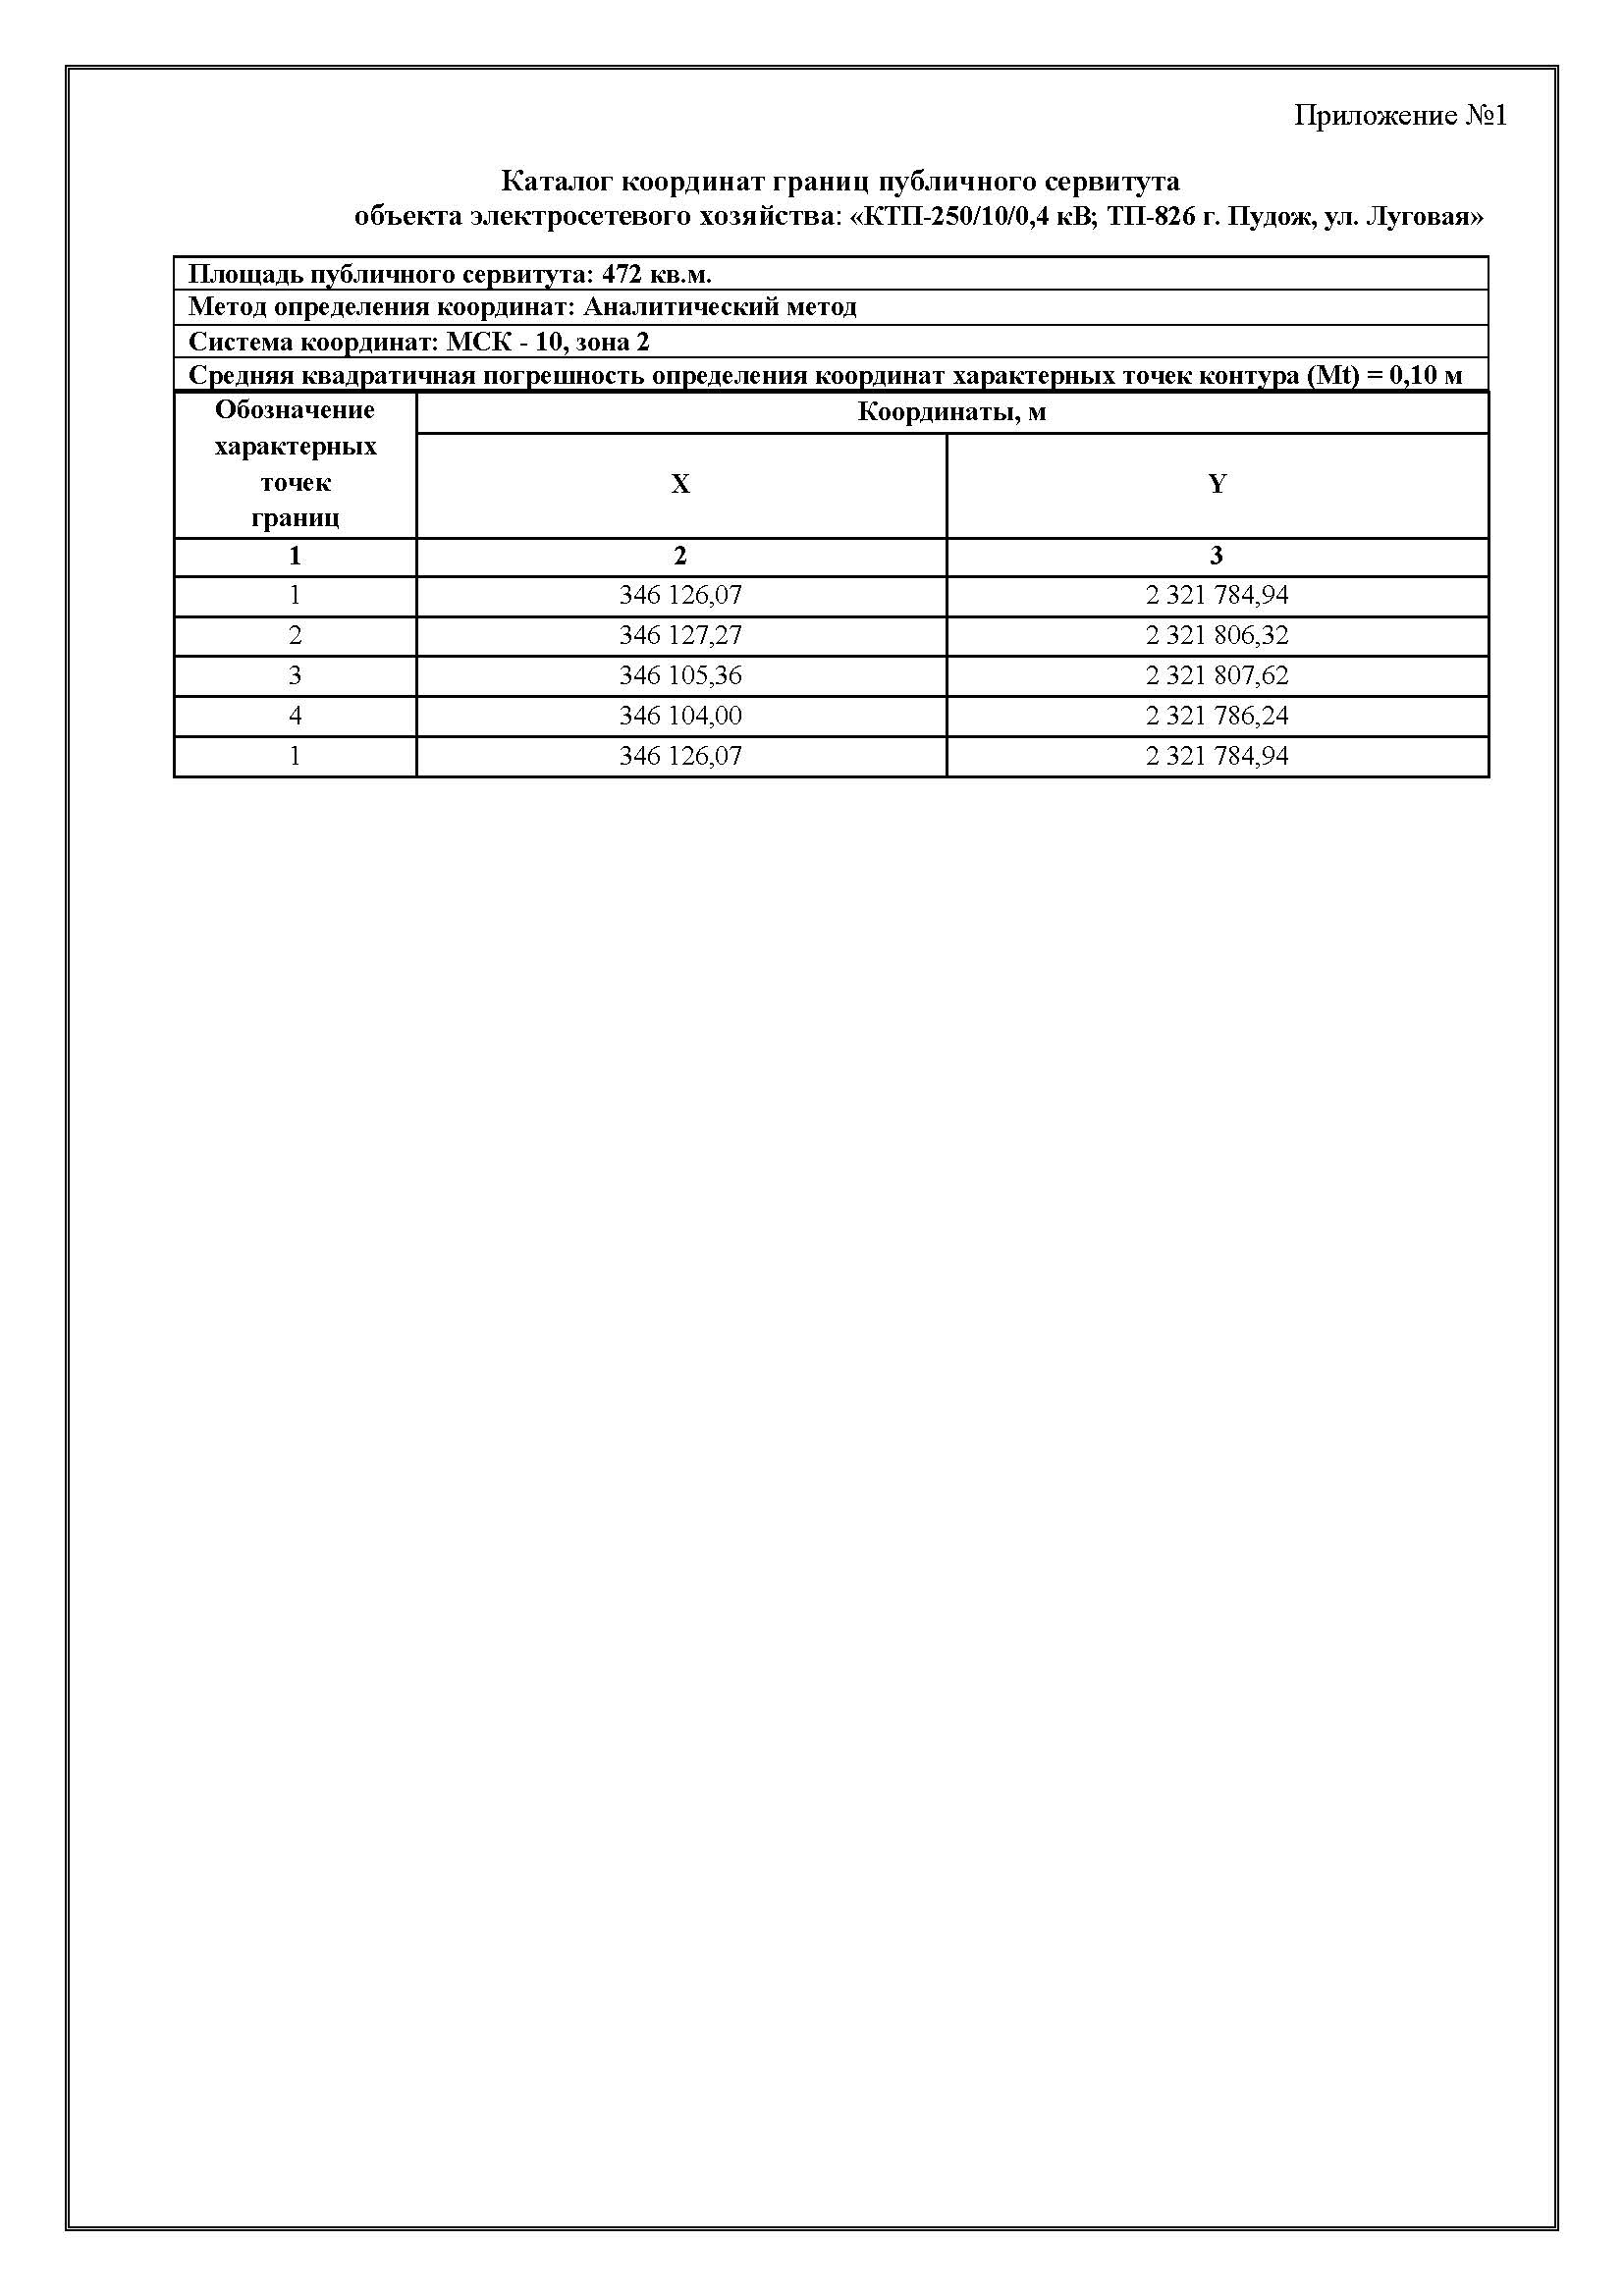 Приложение №1
Каталог координат границ публичного сервитута
объекта электросетевого хозяйства: «КТП-250/10/0,4 кВ; ТП-826 г. Пудож, ул. Луговая»
Площадь публичного сервитута: 472 кв.м.
Метод определения координат: Аналитический метод
Система координат: МСК - 10, зона 2
Средняя квадратичная погрешность определения координат характерных точек контура (Mt) = 0,10 м
Обозначение
характерных
точек
границ
Координаты, м
X Y
1 2 3
1 346 126,07 2 321 784,94
2 346 127,27 2 321 806,32
3 346 105,36 2 321 807,62
4 346 104,00 2 321 786,24
1 346 126,07 2 321 784,94